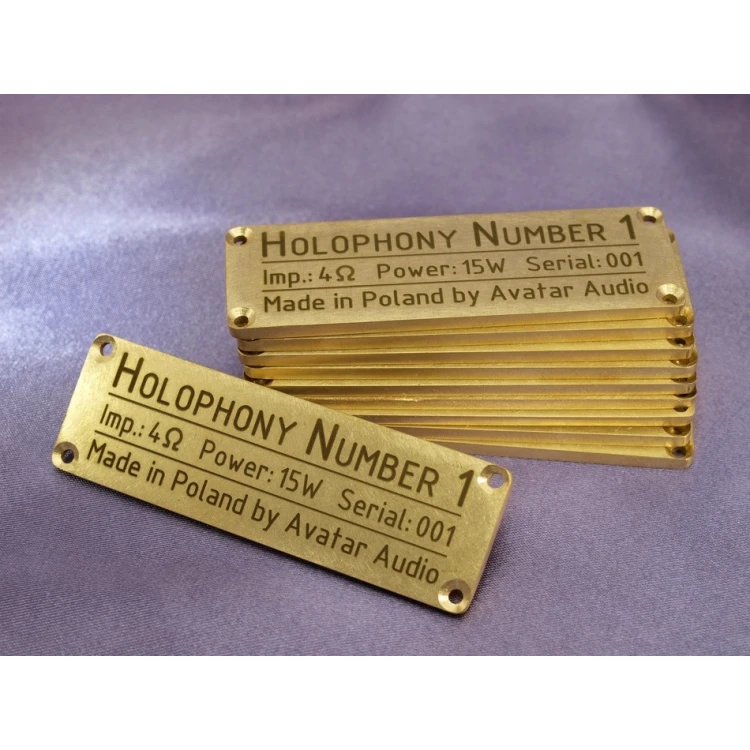 HOLOPHONY NUMBER 1
Imp.: 4Ω Power: 15W Serial: 001
Made in Poland by Avatar Audio
HOLOPHONY NUMBER 1
Imp.: 4Ω Power: 15W Serial: 001
Made in Poland by Avatar Audio